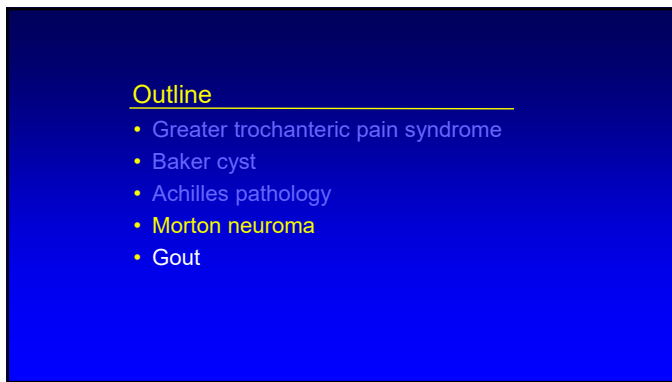 Outline
• Greater trochanteric pain syndrome
• Baker cyst
• Achilles pathology
• Morton neuroma
• Gout